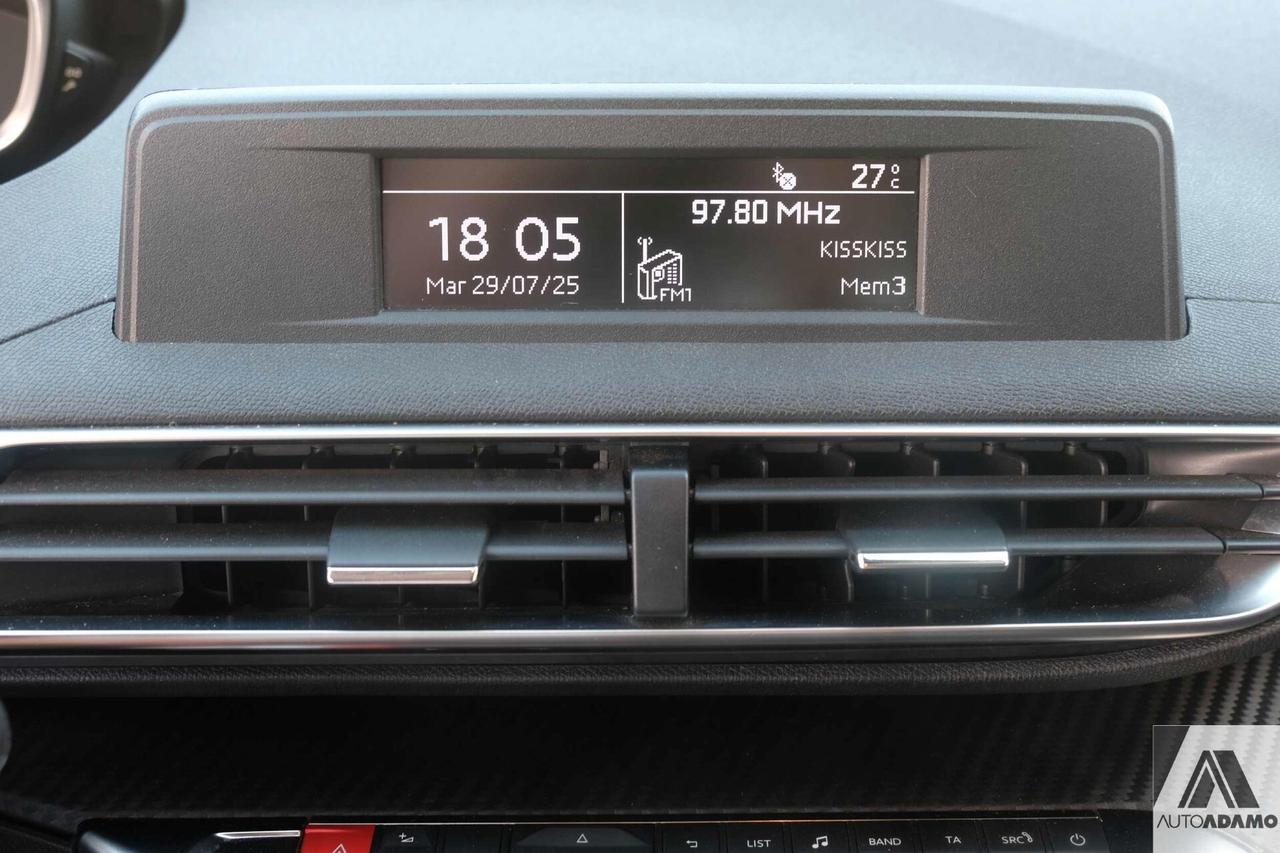 27°C
18 05
Mar 29/07/25
97.80 MHz
KISSKISS
Mem3
FM1
LIST
BAND
TA
SRC
AUTOADAMO